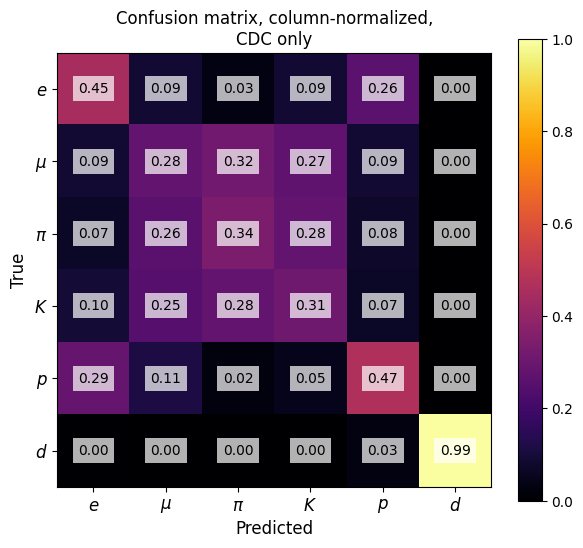 Confusion matrix, column-normalized,
CDC only
e 0.45 0.09 0.03 0.09 0.26 0.00
μ 0.09 0.28 0.32 0.27 0.09 0.00
π 0.07 0.26 0.34 0.28 0.08 0.00
K 0.10 0.25 0.28 0.31 0.07 0.00
p 0.29 0.11 0.02 0.05 0.47 0.00
d 0.00 0.00 0.00 0.00 0.03 0.99
e μ π K p d
Predicted
True
1.0
0.8
0.6
0.4
0.2
0.0